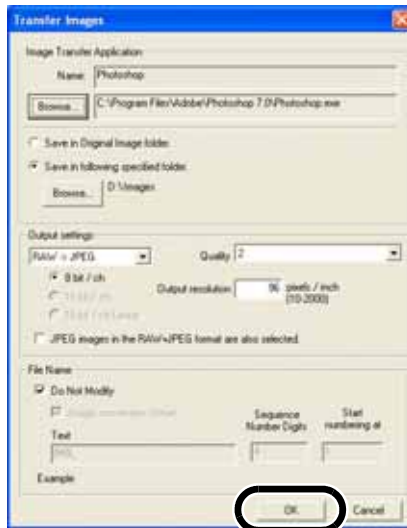 Transfer Images
Image Transfer Application
Name: Photoshop
Browse... C:\Program Files\Adobe\Photoshop 7.0\Photoshop.exe
Save in Original Image folder.
Save in following specified folder.
Browse... D:\Images
Output settings
RAW > JPEG Quality 2
8 bit / ch
Output resolution 96 pixels / inch
(10-2000)
JPEG images in the RAW+JPEG format are also selected.
File Name
Do Not Modify
Sequence Start
Number Digits numbering at
Text
Example
OK Cancel